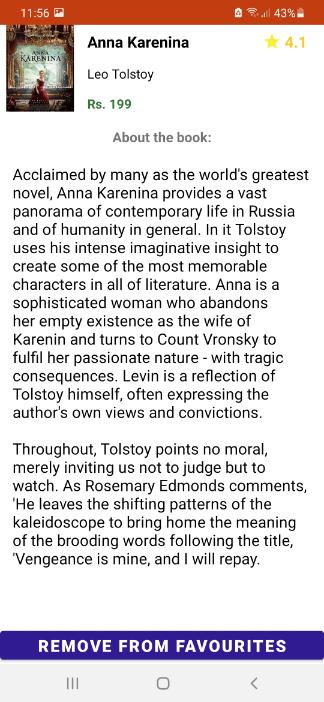 11:56
43%
ANNA
KARENINA
Anna Karenina
4.1
Leo Tolstoy
Rs. 199
About the book:
Acclaimed by many as the world's greatest
novel, Anna Karenina provides a vast
panorama of contemporary life in Russia
and of humanity in general. In it Tolstoy
uses his intense imaginative insight to
create some of the most memorable
characters in all of literature. Anna is a
sophisticated woman who abandons
her empty existence as the wife of
Karenin and turns to Count Vronsky to
fulfil her passionate nature - with tragic
consequences. Levin is a reflection of
Tolstoy himself, often expressing the
author's own views and convictions.
Throughout, Tolstoy points no moral,
merely inviting us not to judge but to
watch. As Rosemary Edmonds comments,
'He leaves the shifting patterns of the
kaleidoscope to bring home the meaning
of the brooding words following the title,
'Vengeance is mine, and I will repay.
REMOVE FROM FAVOURITES